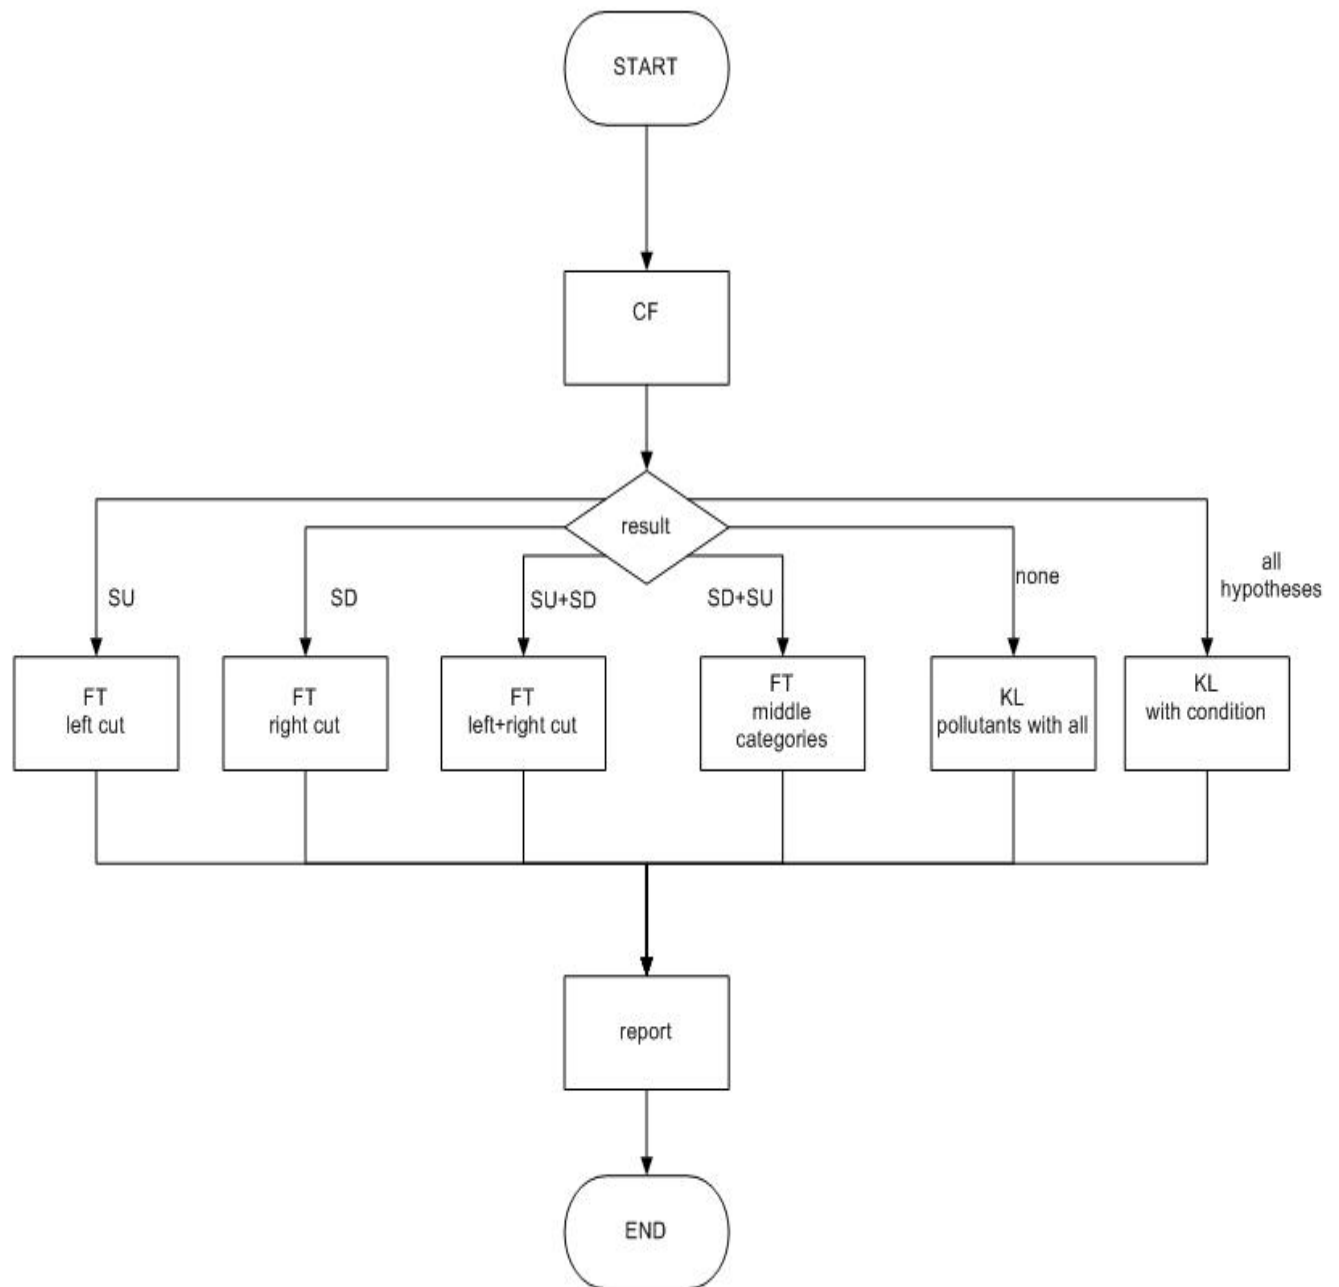 START
CF
result
SU
SD
SU+SD
SD+SU
none
all
hypotheses
FT
left cut
FT
right cut
FT
left+right cut
FT
middle
categories
KL
pollutants with all
KL
with condition
report
END